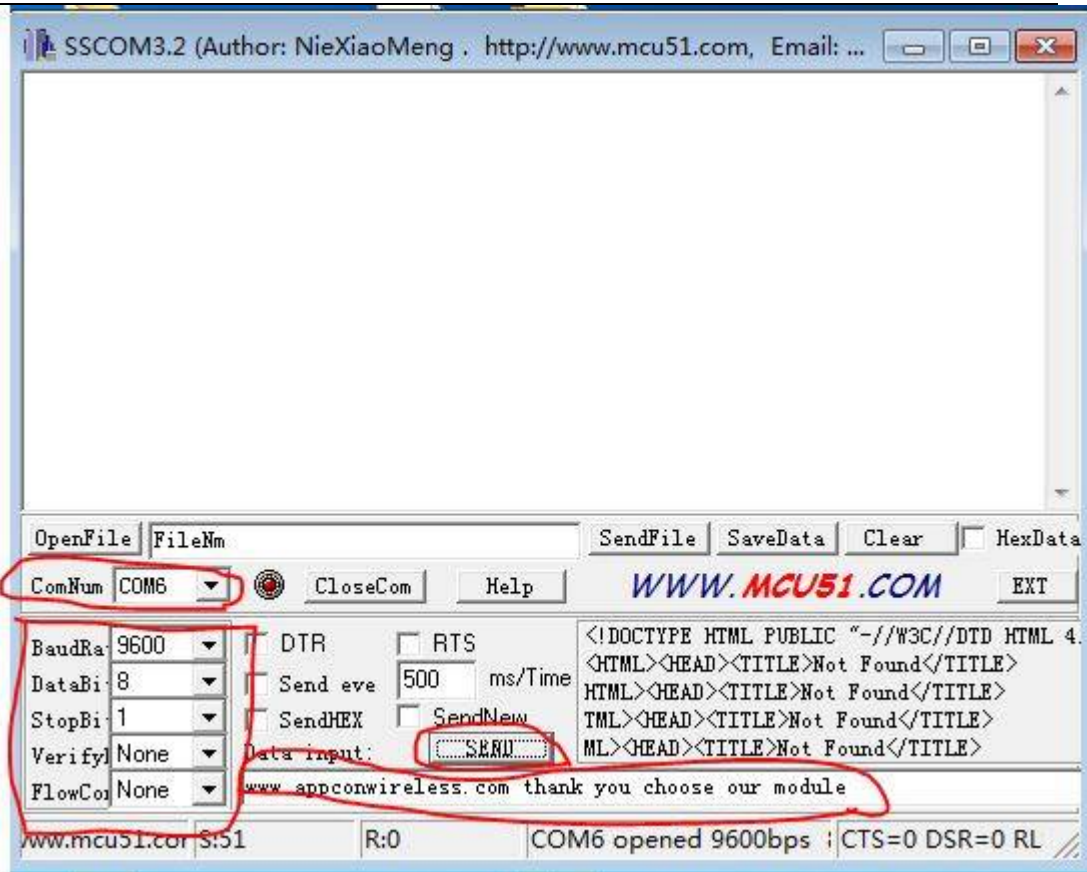 SSCOM3.2 (Author: NieXiaoMeng . http://www.mcu51.com, Email: ...
OpenFile FileNm SendFile SaveData Clear HexData
ComNum COM6 CloseCom Help WWW.MCU51.COM EXT
BaudRa 9600 DTR RTS
DataBi 8 Send eve 500 ms/Time
StopBi 1 SendHEX SendNew
Verify None Data input: SEND
FlowCo None www.appconwireless.com thank you choose our module
<!DOCTYPE HTML PUBLIC "-//W3C//DTD HTML 4.
<HTML><HEAD><TITLE>Not Found</TITLE>
HTML><HEAD><TITLE>Not Found</TITLE>
TML><HEAD><TITLE>Not Found</TITLE>
ML><HEAD><TITLE>Not Found</TITLE>
www.mcu51.cor S:51 R:0 COM6 opened 9600bps CTS=0 DSR=0 RL